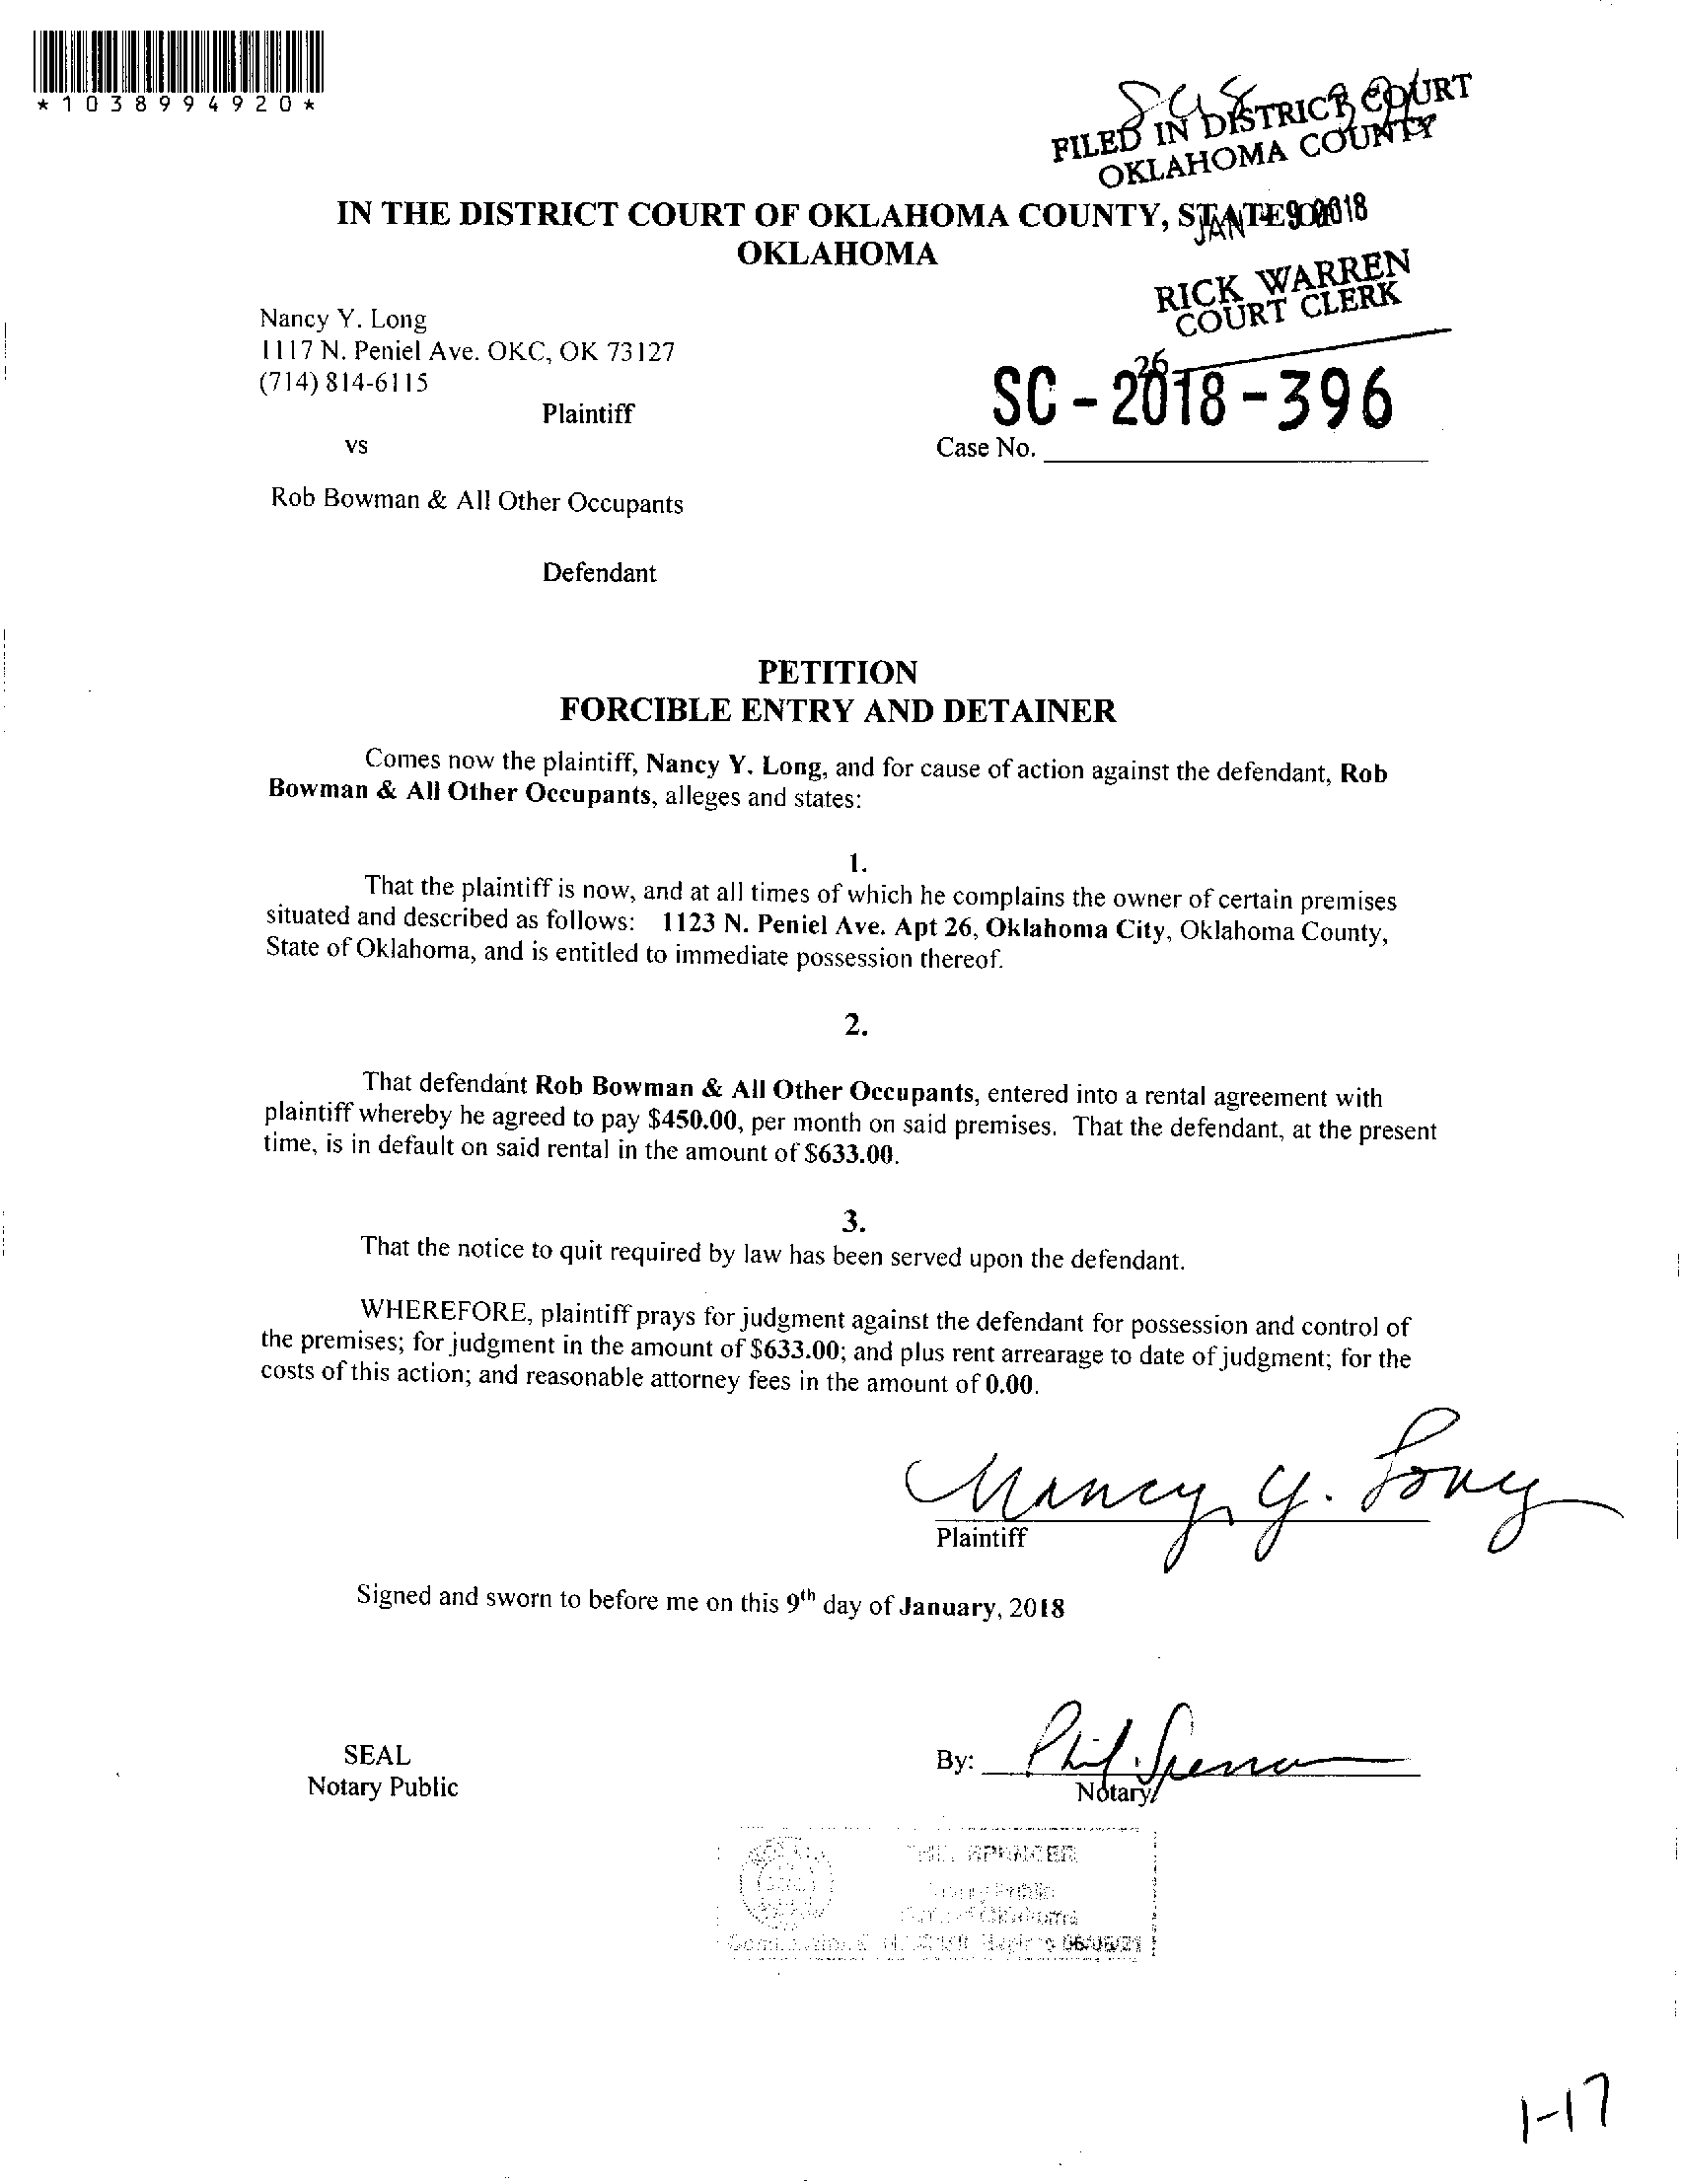 *1038994920*
FILED IN DISTRICT COURT
OKLAHOMA COUNTY
IN THE DISTRICT COURT OF OKLAHOMA COUNTY, STATE OF
JAN - 9 2018
OKLAHOMA
RICK WARREN
COURT CLERK
Nancy Y. Long
1117 N. Peniel Ave. OKC, OK 73127
(714) 814-6115
Plaintiff
26
SC - 2018 - 396
vs
Case No.
Rob Bowman & All Other Occupants
Defendant
PETITION
FORCIBLE ENTRY AND DETAINER
Comes now the plaintiff, Nancy Y. Long, and for cause of action against the defendant, Rob
Bowman & All Other Occupants, alleges and states:
1.
That the plaintiff is now, and at all times of which he complains the owner of certain premises
situated and described as follows: 1123 N. Peniel Ave. Apt 26, Oklahoma City, Oklahoma County,
State of Oklahoma, and is entitled to immediate possession thereof.
2.
That defendant Rob Bowman & All Other Occupants, entered into a rental agreement with
plaintiff whereby he agreed to pay $450.00, per month on said premises. That the defendant, at the present
time, is in default on said rental in the amount of $633.00.
3.
That the notice to quit required by law has been served upon the defendant.
WHEREFORE, plaintiff prays for judgment against the defendant for possession and control of
the premises; for judgment in the amount of $633.00; and plus rent arrearage to date of judgment; for the
costs of this action; and reasonable attorney fees in the amount of 0.00.
Nancy Y. Long
Plaintiff
Signed and sworn to before me on this 9th day of January, 2018
SEAL
Notary Public
By: Phil Spencer
Notary
SPENCER
Notary Public
Oklahoma
Expires 06/06/21
1-17